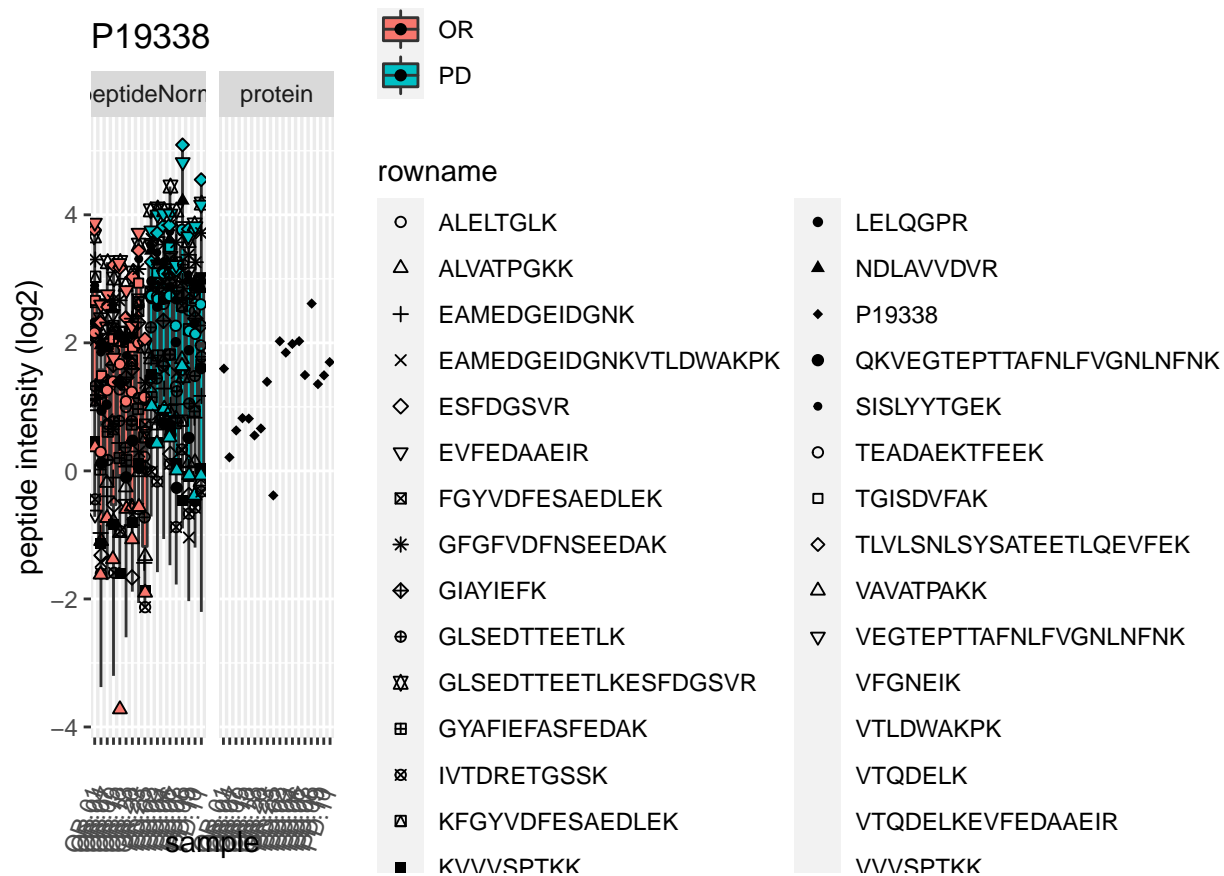 P19338
OR
PD
protein
rowname
ALELTGLK
ALVATPGKK
EAMEDGEIDGNK
EAMEDGEIDGNKVTLDWAKPK
ESFDGSVR
EVFEDAAEIR
FGYVDFESAEDLEK
GFGFVDFNSEEDAK
GIAYIEFK
GLSEDTTEETLK
GLSEDTTEETLKESFDGSVR
GYAFIEFASFEDAK
IVTDRETGSSK
KFGYVDFESAEDLEK
KVVVSPTKK
LELQGPR
NDLAVVDVR
P19338
QKVEGTEPTTAFNLFVGNLNFNK
SISLYYTGEK
TEADAEKTFEEK
TGISDVFAK
TLVLSNLSYSATEETLQEVFEK
VAVATPAKK
VEGTEPTTAFNLFVGNLNFNK
VFGNEIK
VTLDWAKPK
VTQDELK
VTQDELKEVFEDAAEIR
VVVSPTKK
peptide intensity (log2)
4
2
0
−2
−4
sample